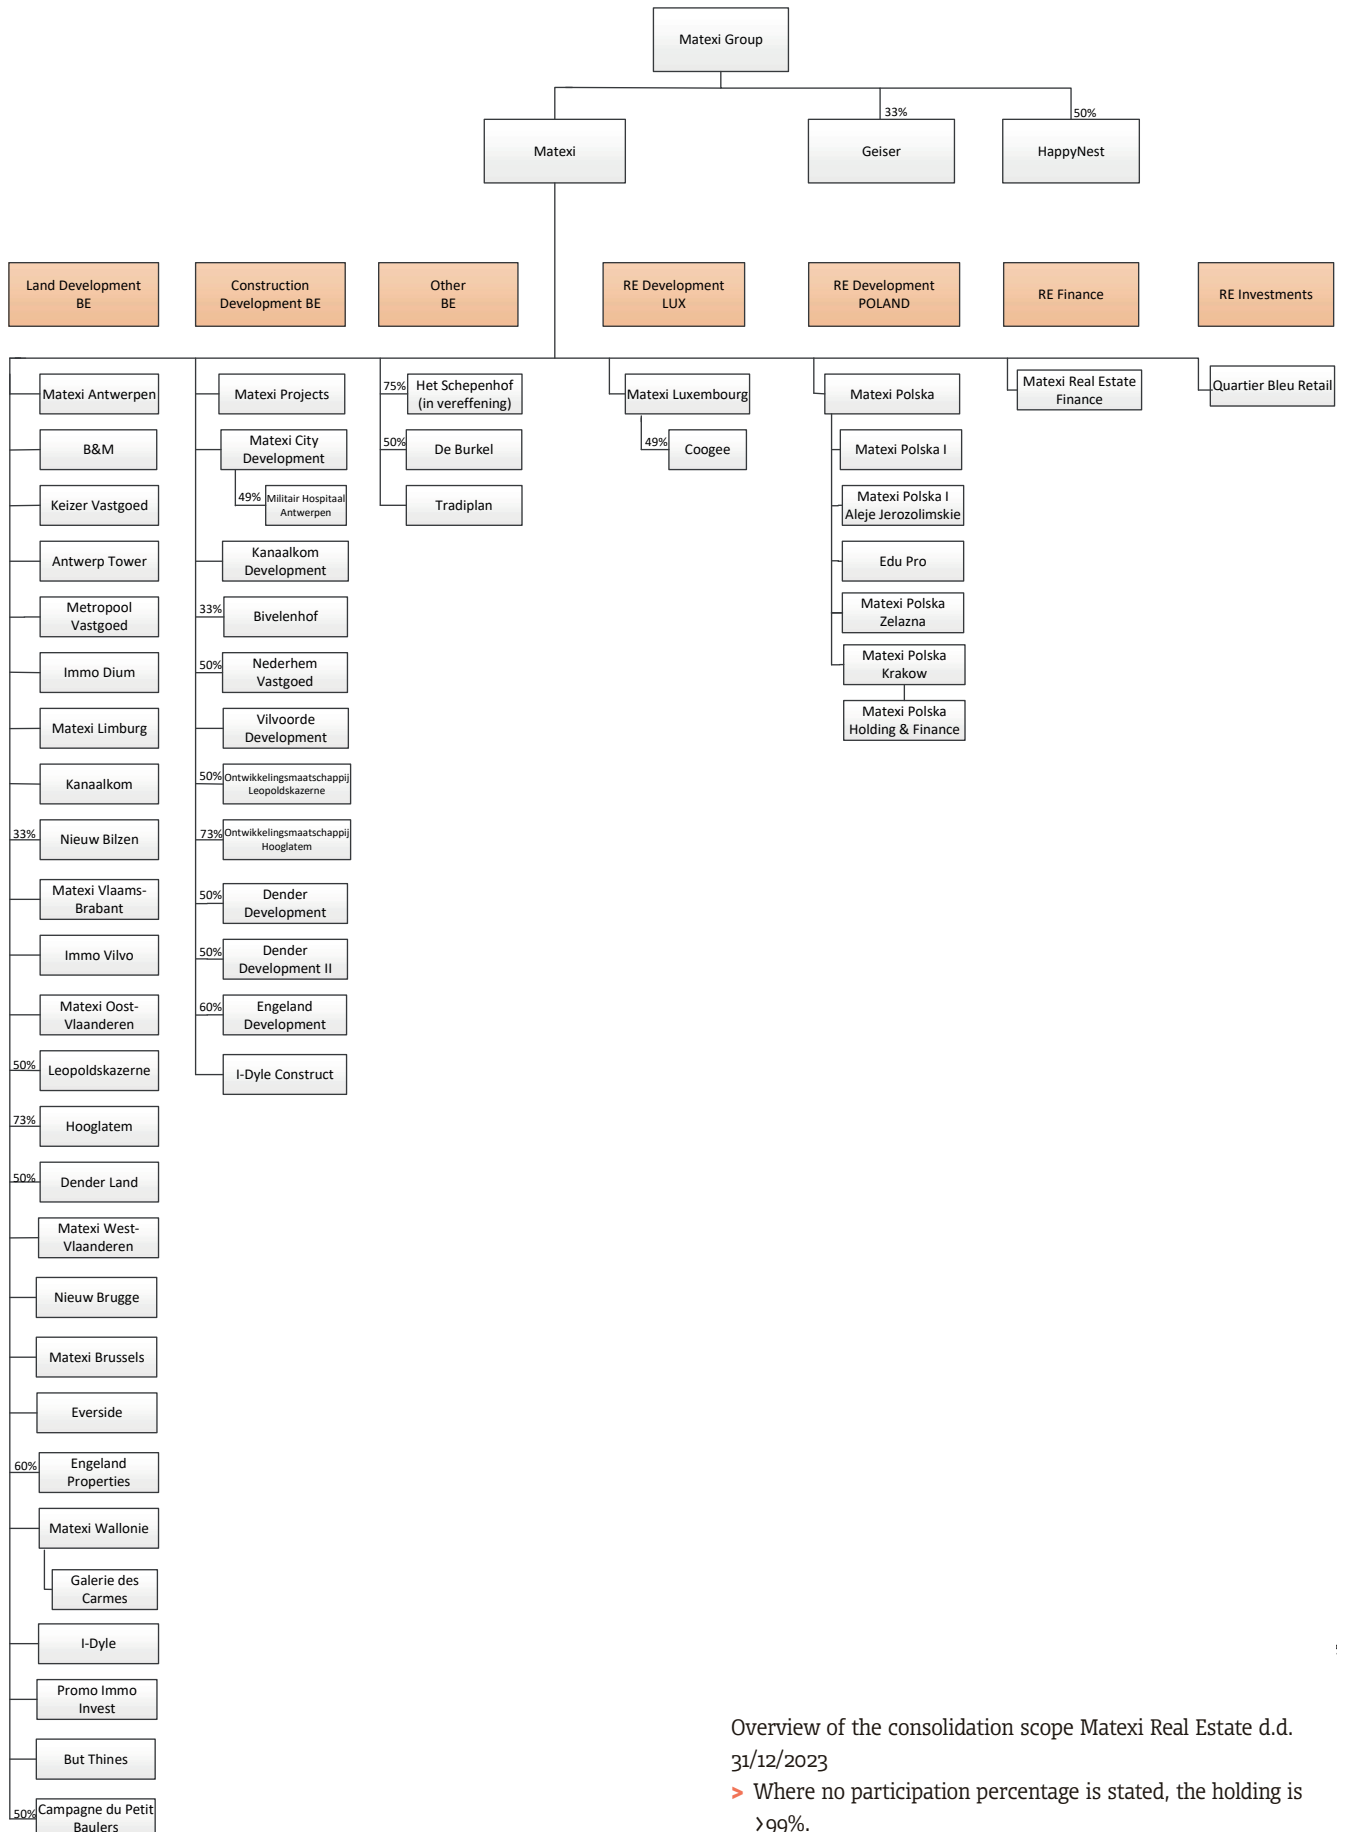 Matexi Group
33%
50%
Matexi
Geiser
HappyNest
Land Development
BE
Construction
Development BE
Other
BE
RE Development
LUX
RE Development
POLAND
RE Finance
RE Investments
Matexi Antwerpen
B&M
Keizer Vastgoed
Antwerp Tower
Metropool
Vastgoed
Immo Dium
Matexi Limburg
Kanaalkom
33%
Nieuw Bilzen
Matexi Vlaams-
Brabant
Immo Vilvo
Matexi Oost-
Vlaanderen
50%
Leopoldskazerne
73%
Hooglatem
50%
Dender Land
Matexi West-
Vlaanderen
Nieuw Brugge
Matexi Brussels
Everside
60%
Engeland
Properties
Matexi Wallonie
Galerie des
Carmes
I-Dyle
Promo Immo
Invest
But Thines
50%
Campagne du Petit
Baulers
Matexi Projects
Matexi City
Development
49%
Militair Hospitaal
Antwerpen
Kanaalkom
Development
33%
Bivelenhof
50%
Nederhem
Vastgoed
Vilvoorde
Development
50%
Ontwikkelingsmaatschappij
Leopoldskazerne
73%
Ontwikkelingsmaatschappij
Hooglatem
50%
Dender
Development
50%
Dender
Development II
60%
Engeland
Development
I-Dyle Construct
75%
Het Schepenhof
(in vereffening)
50%
De Burkel
Tradiplan
Matexi Luxembourg
49%
Coogee
Matexi Polska
Matexi Polska I
Matexi Polska I
Aleje Jerozolimskie
Edu Pro
Matexi Polska
Zelazna
Matexi Polska
Krakow
Matexi Polska
Holding & Finance
Matexi Real Estate
Finance
Quartier Bleu Retail
Overview of the consolidation scope Matexi Real Estate d.d.
31/12/2023
> Where no participation percentage is stated, the holding is
>99%.